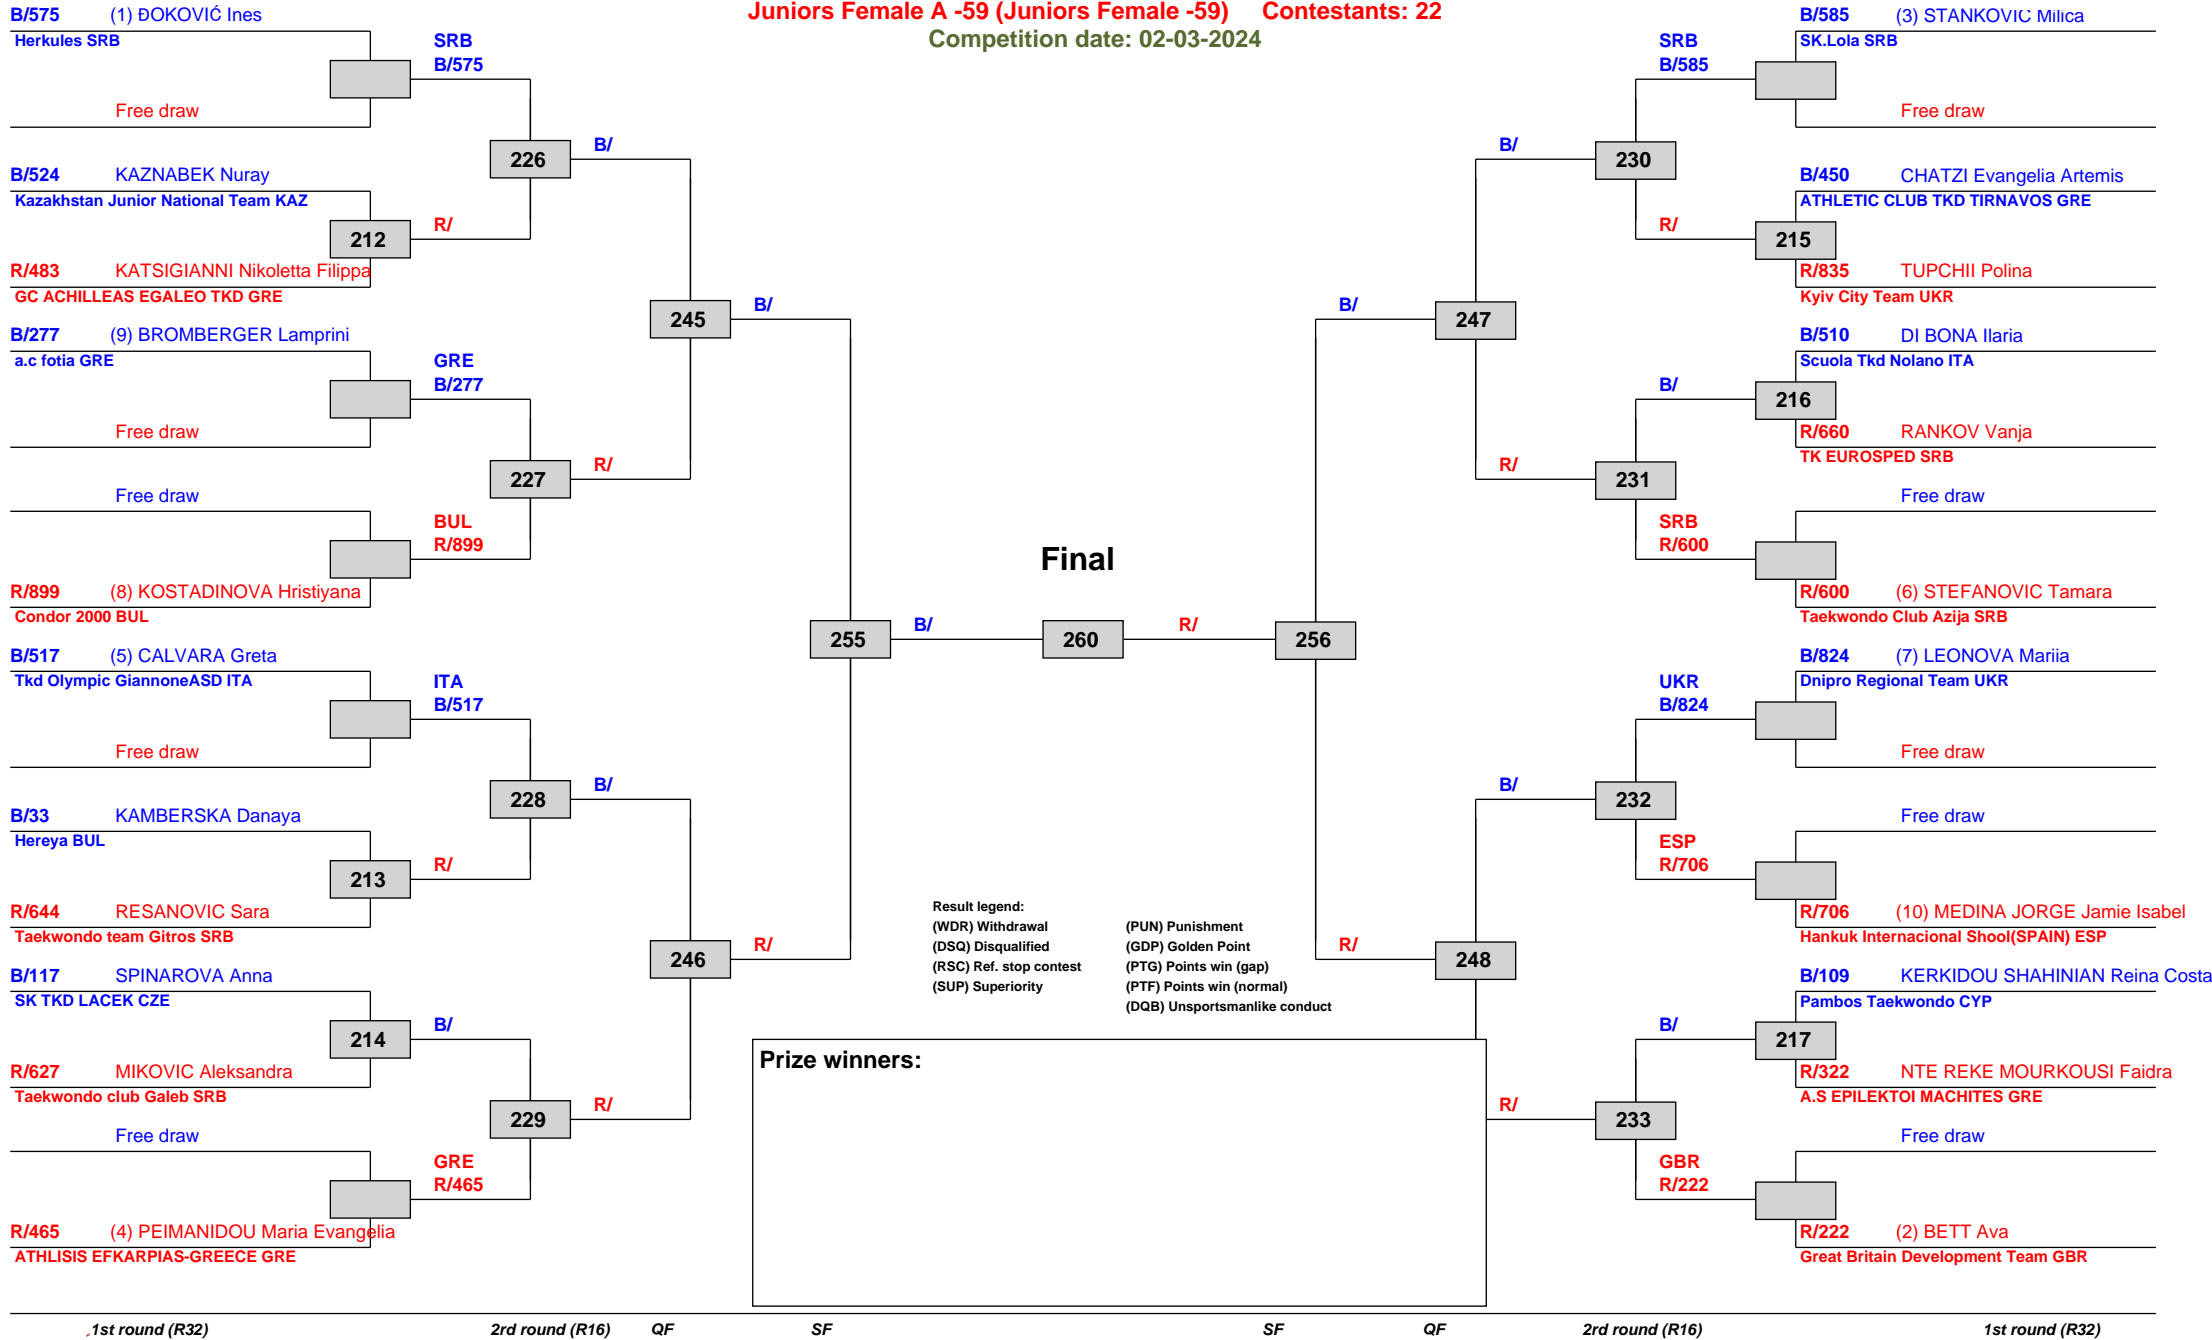 Juniors Female A -59 (Juniors Female -59) Contestants: 22
Competition date: 02-03-2024
B/575 (1) ĐOKOVIĆ Ines
Herkules SRB
Free draw
SRB
B/575
226
B/
B/524 KAZNABEK Nuray
Kazakhstan Junior National Team KAZ
212
R/
R/483 KATSIGIANNI Nikoletta Filippa
GC ACHILLEAS EGALEO TKD GRE
245
B/
B/277 (9) BROMBERGER Lamprini
a.c fotia GRE
GRE
B/277
Free draw
227
R/
Free draw
BUL
R/899
R/899 (8) KOSTADINOVA Hristiyana
Condor 2000 BUL
255
B/
B/517 (5) CALVARA Greta
Tkd Olympic GiannoneASD ITA
ITA
B/517
Free draw
228
B/
B/33 KAMBERSKA Danaya
Hereya BUL
213
R/
R/644 RESANOVIC Sara
Taekwondo team Gitros SRB
246
R/
B/117 SPINAROVA Anna
SK TKD LACEK CZE
214
B/
R/627 MIKOVIC Aleksandra
Taekwondo club Galeb SRB
229
R/
Free draw
GRE
R/465
R/465 (4) PEIMANIDOU Maria Evangelia
ATHLISIS EFKARPIAS-GREECE GRE
Final
260
R/
Result legend:
(WDR) Withdrawal
(DSQ) Disqualified
(RSC) Ref. stop contest
(SUP) Superiority
(PUN) Punishment
(GDP) Golden Point
(PTG) Points win (gap)
(PTF) Points win (normal)
(DQB) Unsportsmanlike conduct
Prize winners:
B/585 (3) STANKOVIC Milica
SK.Lola SRB
SRB
B/585
Free draw
B/
230
B/450 CHATZI Evangelia Artemis
ATHLETIC CLUB TKD TIRNAVOS GRE
R/
215
R/835 TUPCHII Polina
Kyiv City Team UKR
B/
247
B/510 DI BONA Ilaria
Scuola Tkd Nolano ITA
B/
216
R/660 RANKOV Vanja
TK EUROSPED SRB
R/
231
Free draw
SRB
R/600
R/600 (6) STEFANOVIC Tamara
Taekwondo Club Azija SRB
256
B/824 (7) LEONOVA Mariia
Dnipro Regional Team UKR
UKR
B/824
Free draw
B/
232
Free draw
ESP
R/706
R/706 (10) MEDINA JORGE Jamie Isabel
Hankuk Internacional Shool(SPAIN) ESP
R/
248
B/109 KERKIDOU SHAHINIAN Reina Costa
Pambos Taekwondo CYP
B/
217
R/322 NTE REKE MOURKOUSI Faidra
A.S EPILEKTOI MACHITES GRE
R/
233
Free draw
GBR
R/222
R/222 (2) BETT Ava
Great Britain Development Team GBR
1st round (R32) 2rd round (R16) QF SF SF QF 2rd round (R16) 1st round (R32)